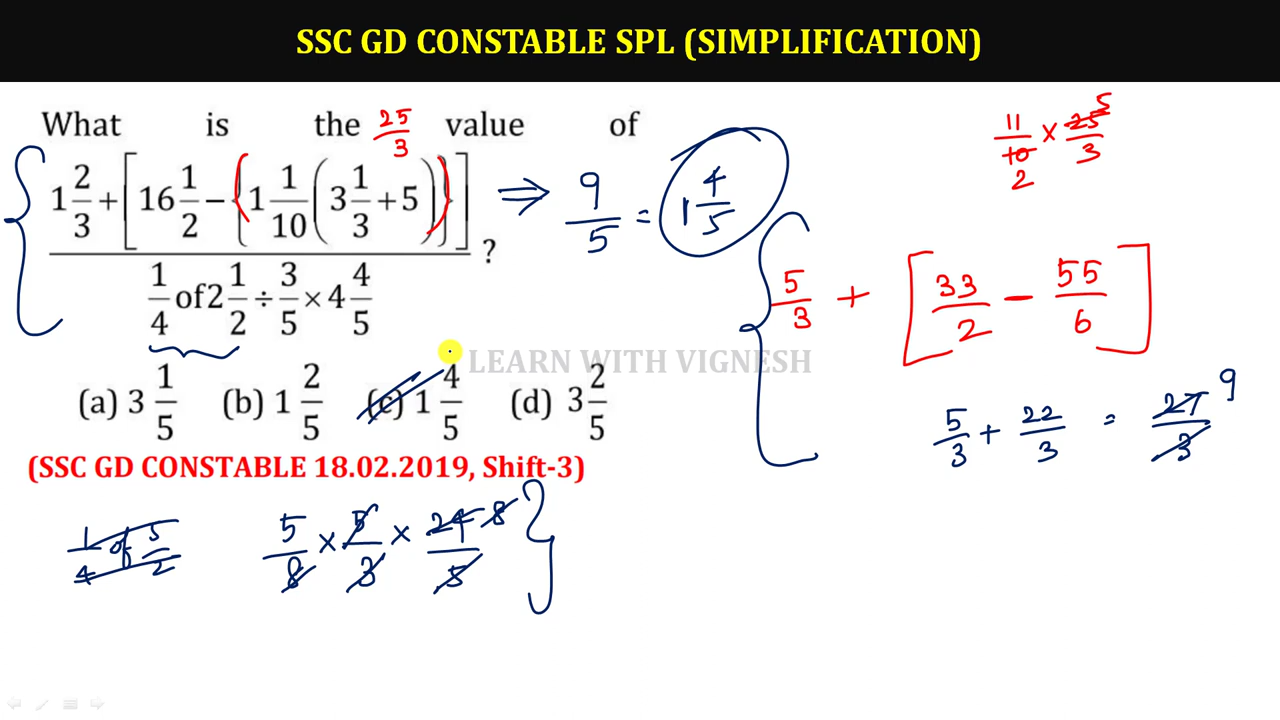 SSC GD CONSTABLE SPL (SIMPLIFICATION)
What is the value of
25/3
1 2/3 + [16 1/2 − {1 1/10 (3 1/3 + 5)}]
1/4 of 2 1/2 ÷ 3/5 × 4 4/5 ?
⇒ 9/5 = 1 4/5
11/10 × 25/3
5
2
5/3 + [33/2 − 55/6]
LEARN WITH VIGNESH
(a) 3 1/5 (b) 1 2/5 (c) 1 4/5 (d) 3 2/5
5/3 + 22/3 = 27/3 9
(SSC GD CONSTABLE 18.02.2019, Shift-3)
1/4 of 5/2 5/8 × 5/3 × 24/5 8